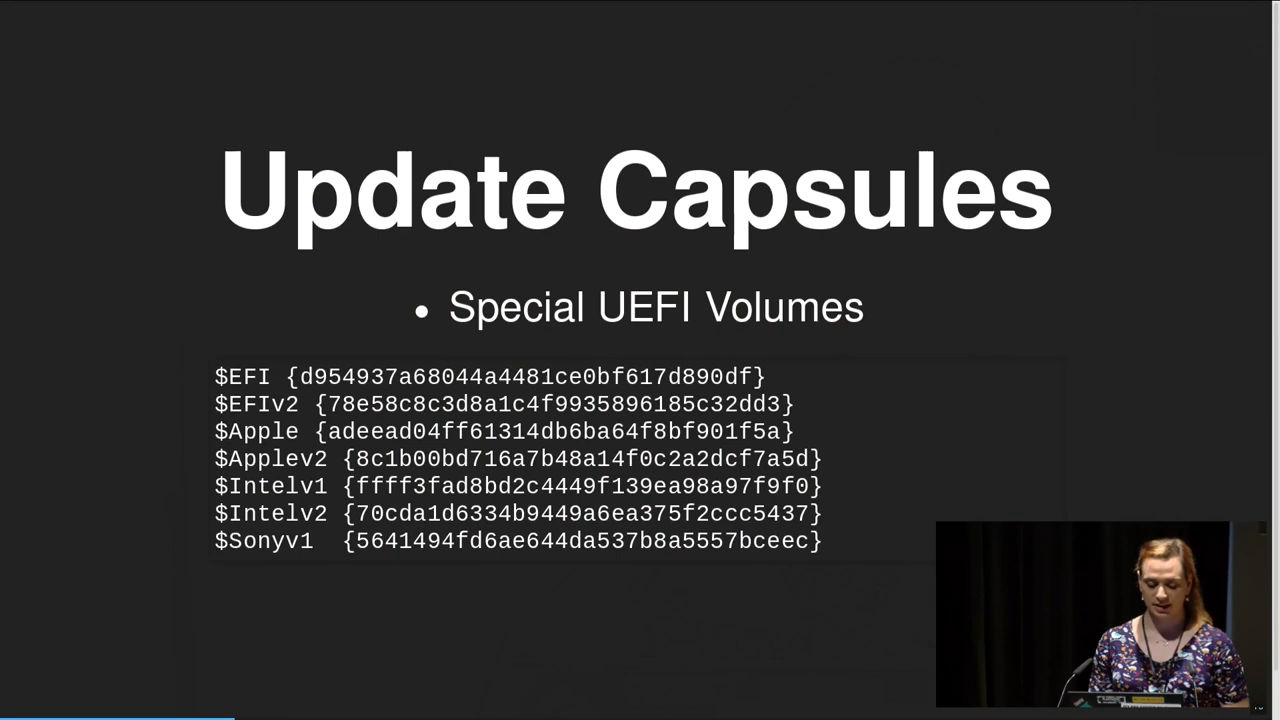 Update Capsules
• Special UEFI Volumes
$EFI {d954937a68044a4481ce0bf617d890df}
$EFIv2 {78e58c8c3d8a1c4f9935896185c32dd3}
$Apple {adeead04ff61314db6ba64f8bf901f5a}
$Applev2 {8c1b00bd716a7b48a14f0c2a2dcf7a5d}
$Intelv1 {ffff3fad8bd2c4449f139ea98a97f9f0}
$Intelv2 {70cda1d6334b9449a6ea375f2ccc5437}
$Sonyv1  {5641494fd6ae644da537b8a5557bceec}